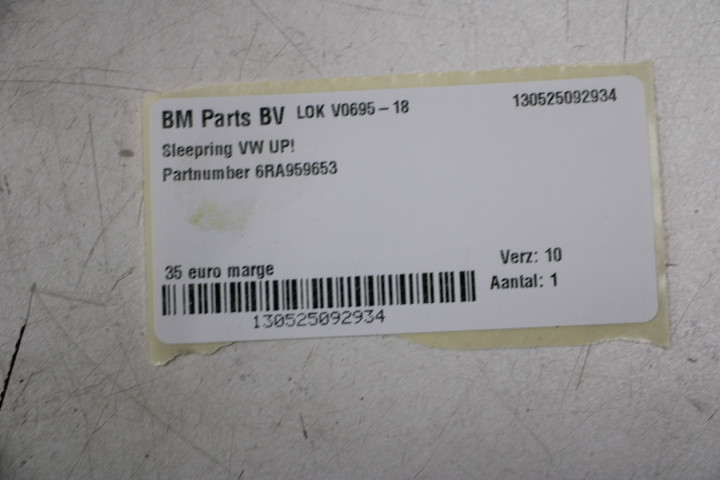 BM Parts BV LOK V0695-18 130525092934
Sleepring VW UP!
Partnumber 6RA959653
35 euro marge
Verz: 10
Aantal: 1
130525092934